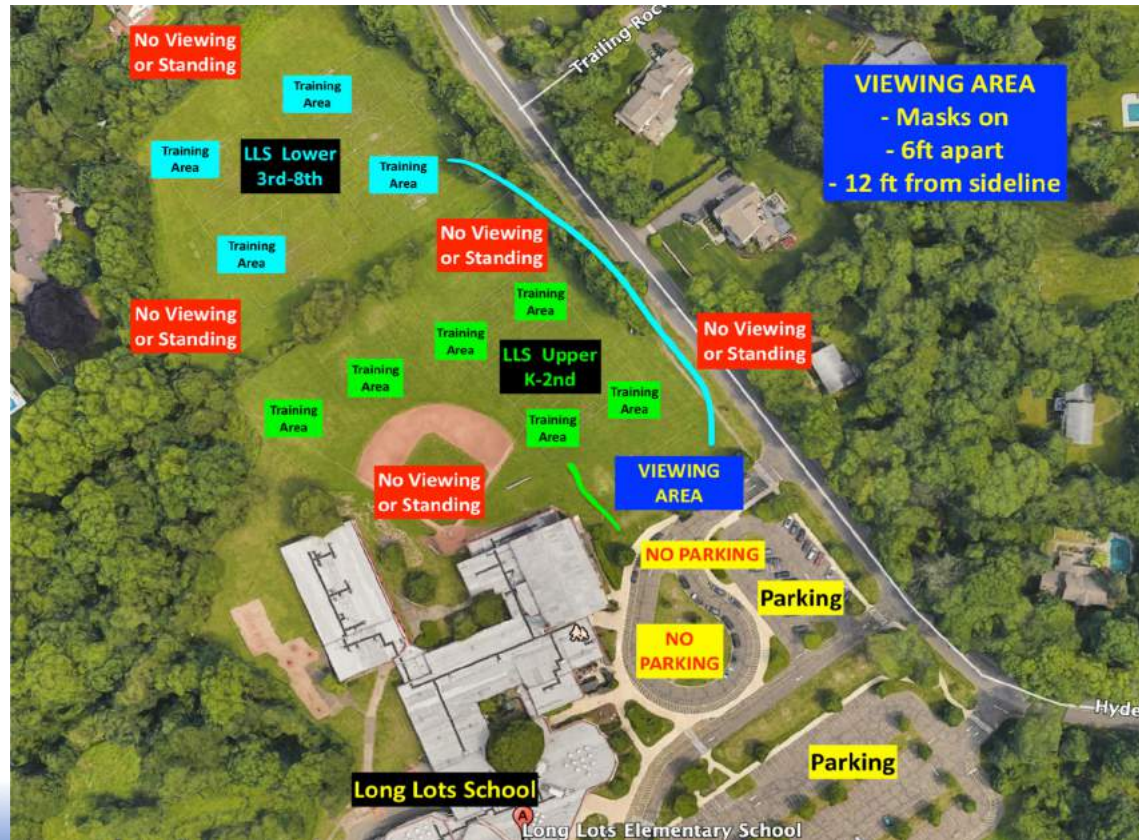 No Viewing
or Standing
Trailing Roc
Training
Area
VIEWING AREA
- Masks on
- 6ft apart
- 12 ft from sideline
LLS Lower
3rd-8th
Training
Area
Training
Area
Training
Area
No Viewing
or Standing
No Viewing
or Standing
Training
Area
Training
Area
No Viewing
or Standing
LLS Upper
K-2nd
Training
Area
Training
Area
Training
Area
Training
Area
No Viewing
or Standing
VIEWING
AREA
NO PARKING
Parking
NO
PARKING
Hyde
Parking
Long Lots School
A
Long Lots Elementary School